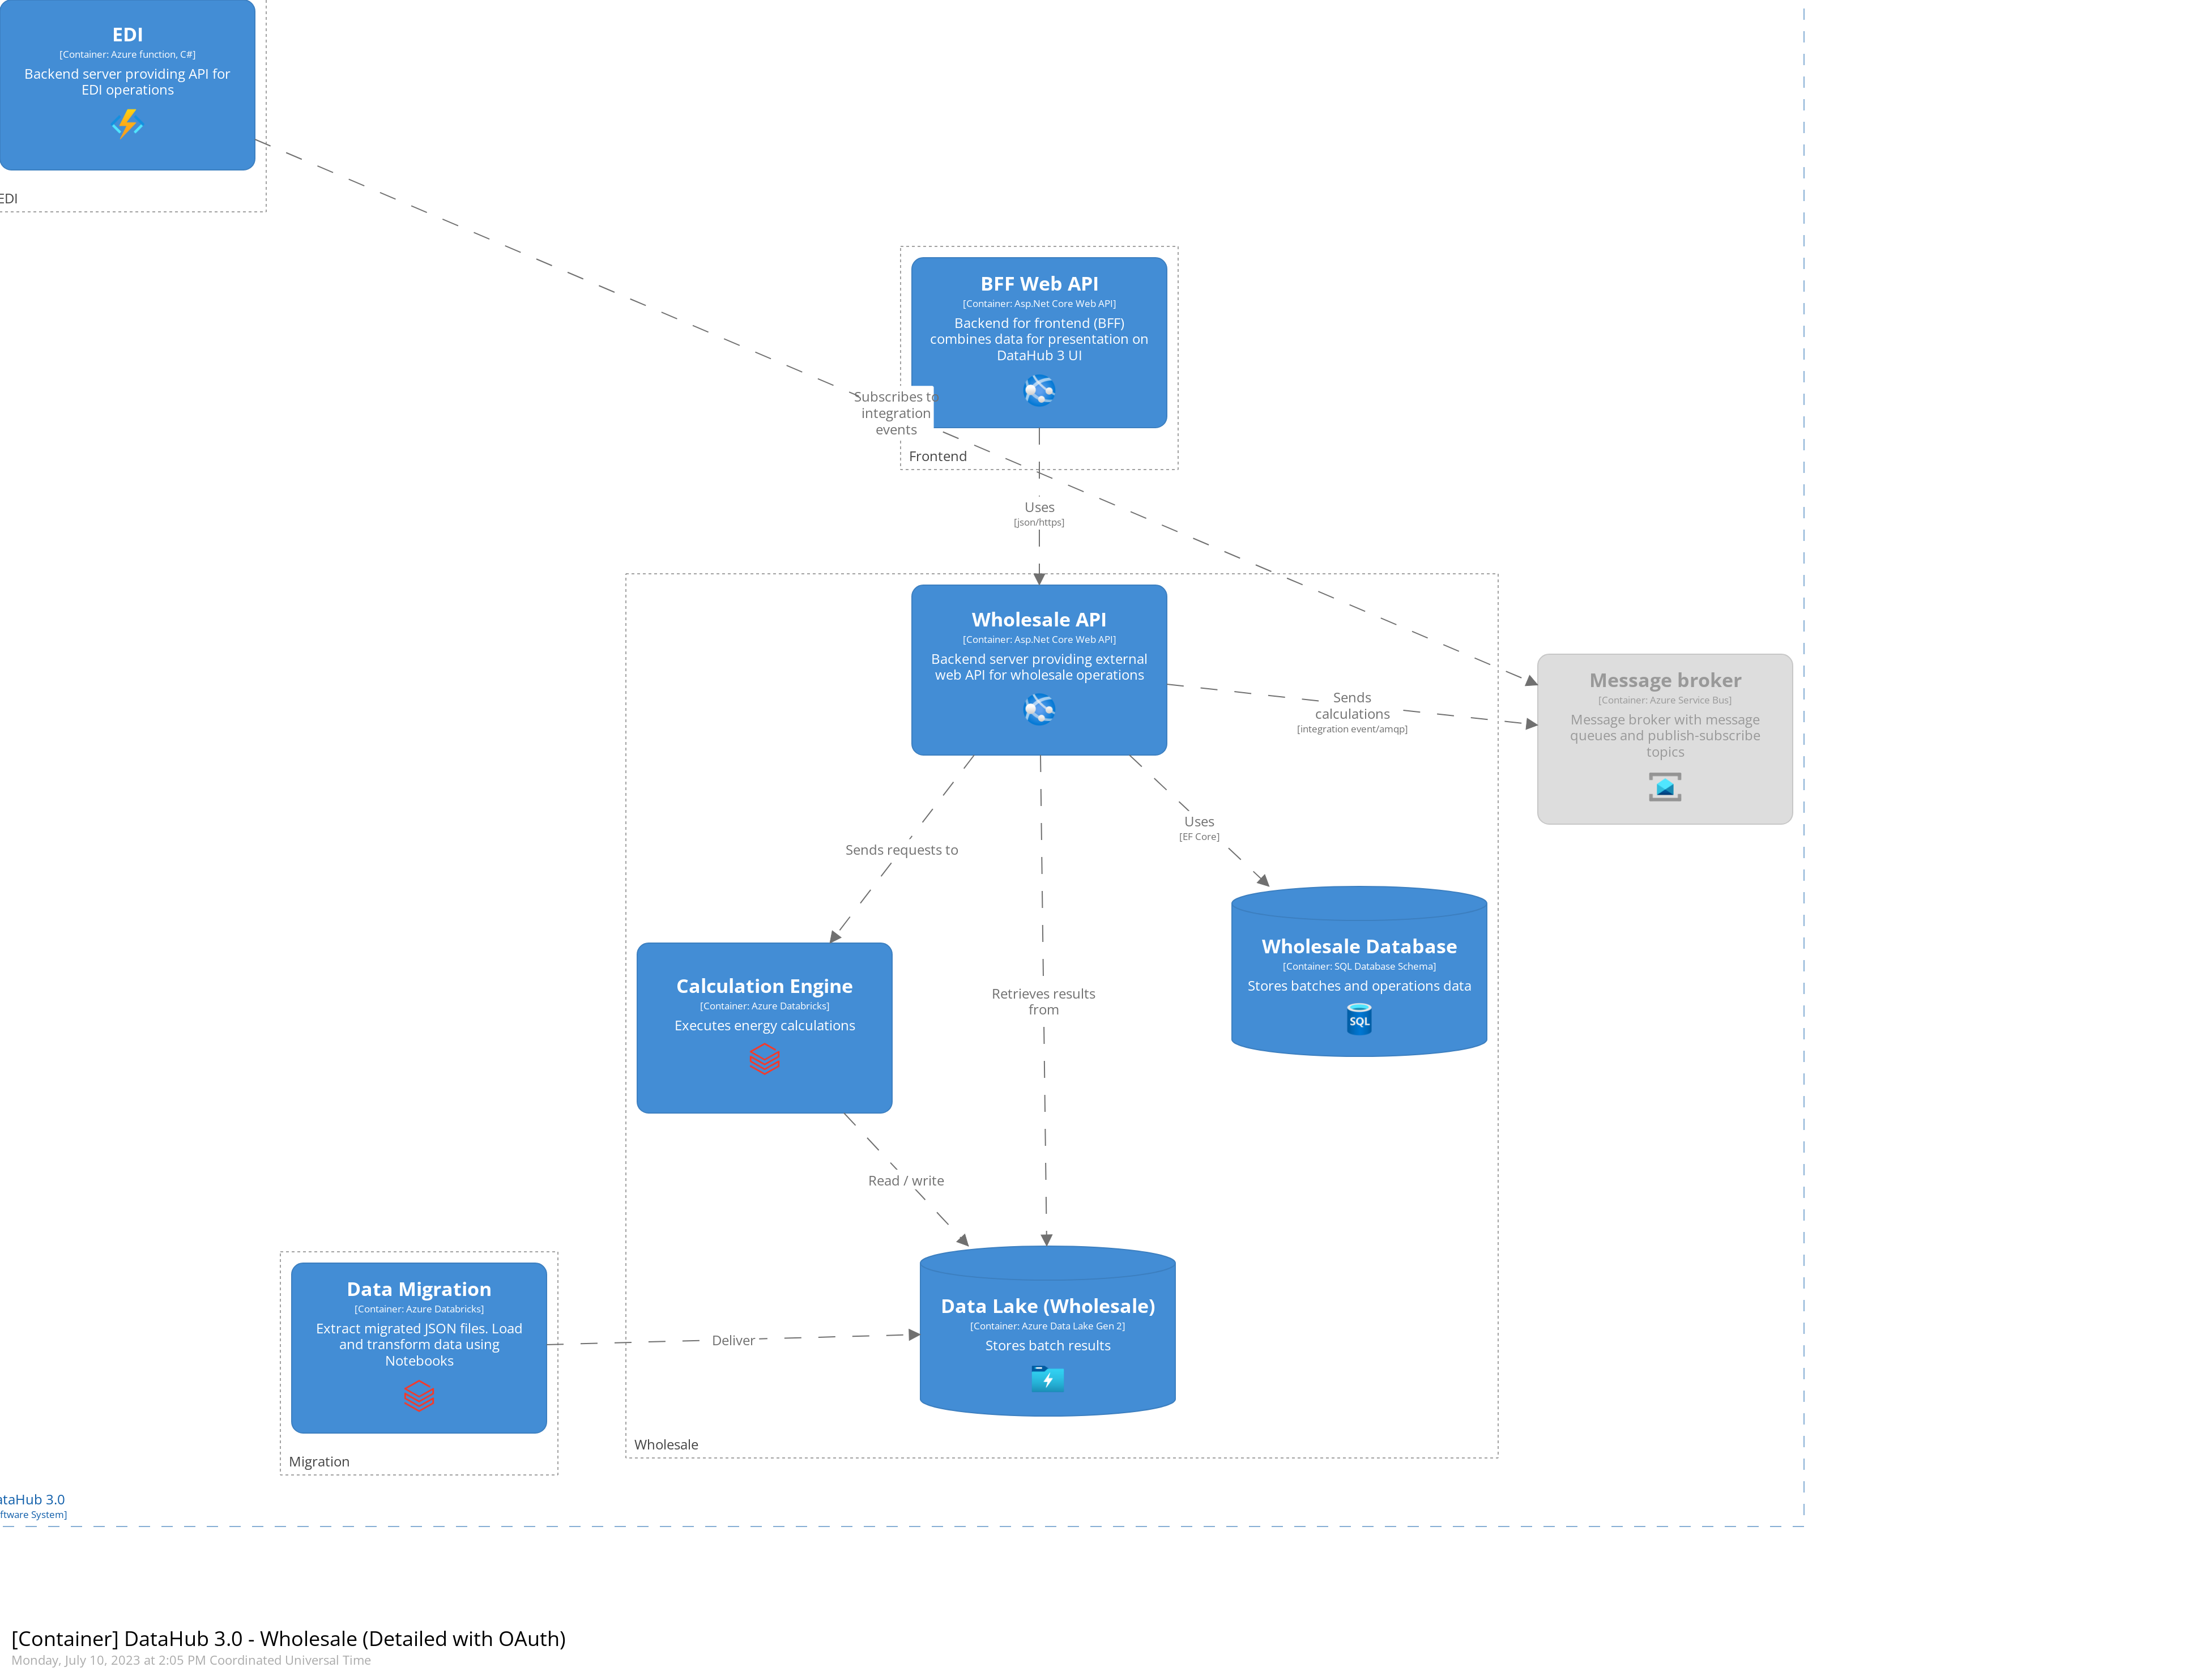 EDI
[Container: Azure function, C#]
Backend server providing API for
EDI operations
EDI
BFF Web API
[Container: Asp.Net Core Web API]
Backend for frontend (BFF)
combines data for presentation on
DataHub 3 UI
Subscribes to
integration
events
Frontend
Uses
[json/https]
Wholesale API
[Container: Asp.Net Core Web API]
Backend server providing external
web API for wholesale operations
Message broker
[Container: Azure Service Bus]
Message broker with message
queues and publish-subscribe
topics
Sends
calculations
[integration event/amqp]
Uses
[EF Core]
Sends requests to
Wholesale Database
[Container: SQL Database Schema]
Stores batches and operations data
SQL
Calculation Engine
[Container: Azure Databricks]
Executes energy calculations
Retrieves results
from
Read / write
Data Migration
[Container: Azure Databricks]
Extract migrated JSON files. Load
and transform data using
Notebooks
Deliver
Data Lake (Wholesale)
[Container: Azure Data Lake Gen 2]
Stores batch results
Wholesale
Migration
ataHub 3.0
ftware System]
[Container] DataHub 3.0 - Wholesale (Detailed with OAuth)
Monday, July 10, 2023 at 2:05 PM Coordinated Universal Time